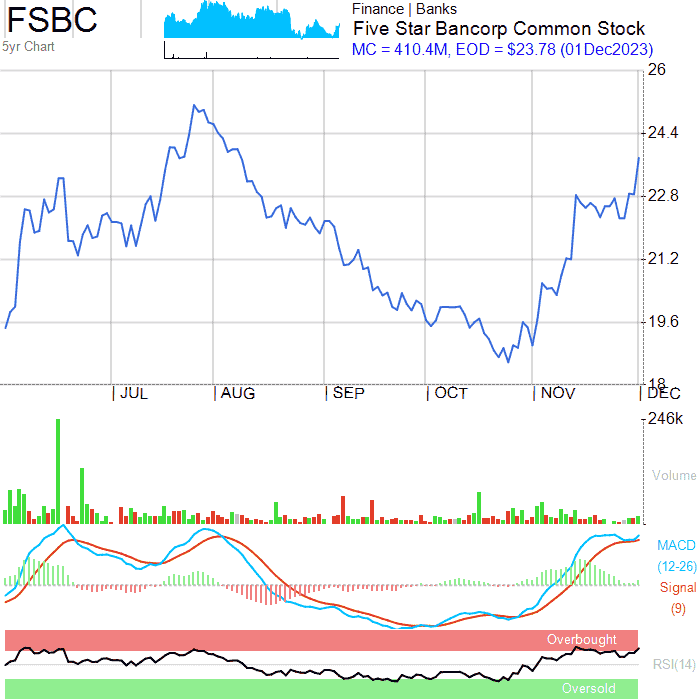 FSBC
5yr Chart
Finance | Banks
Five Star Bancorp Common Stock
MC = 410.4M, EOD = $23.78 (01Dec2023)
26
24.4
22.8
21.2
19.6
18
JUL
AUG
SEP
OCT
NOV
DEC
246k
Volume
MACD
(12-26)
Signal
(9)
Overbought
RSI(14)
Oversold